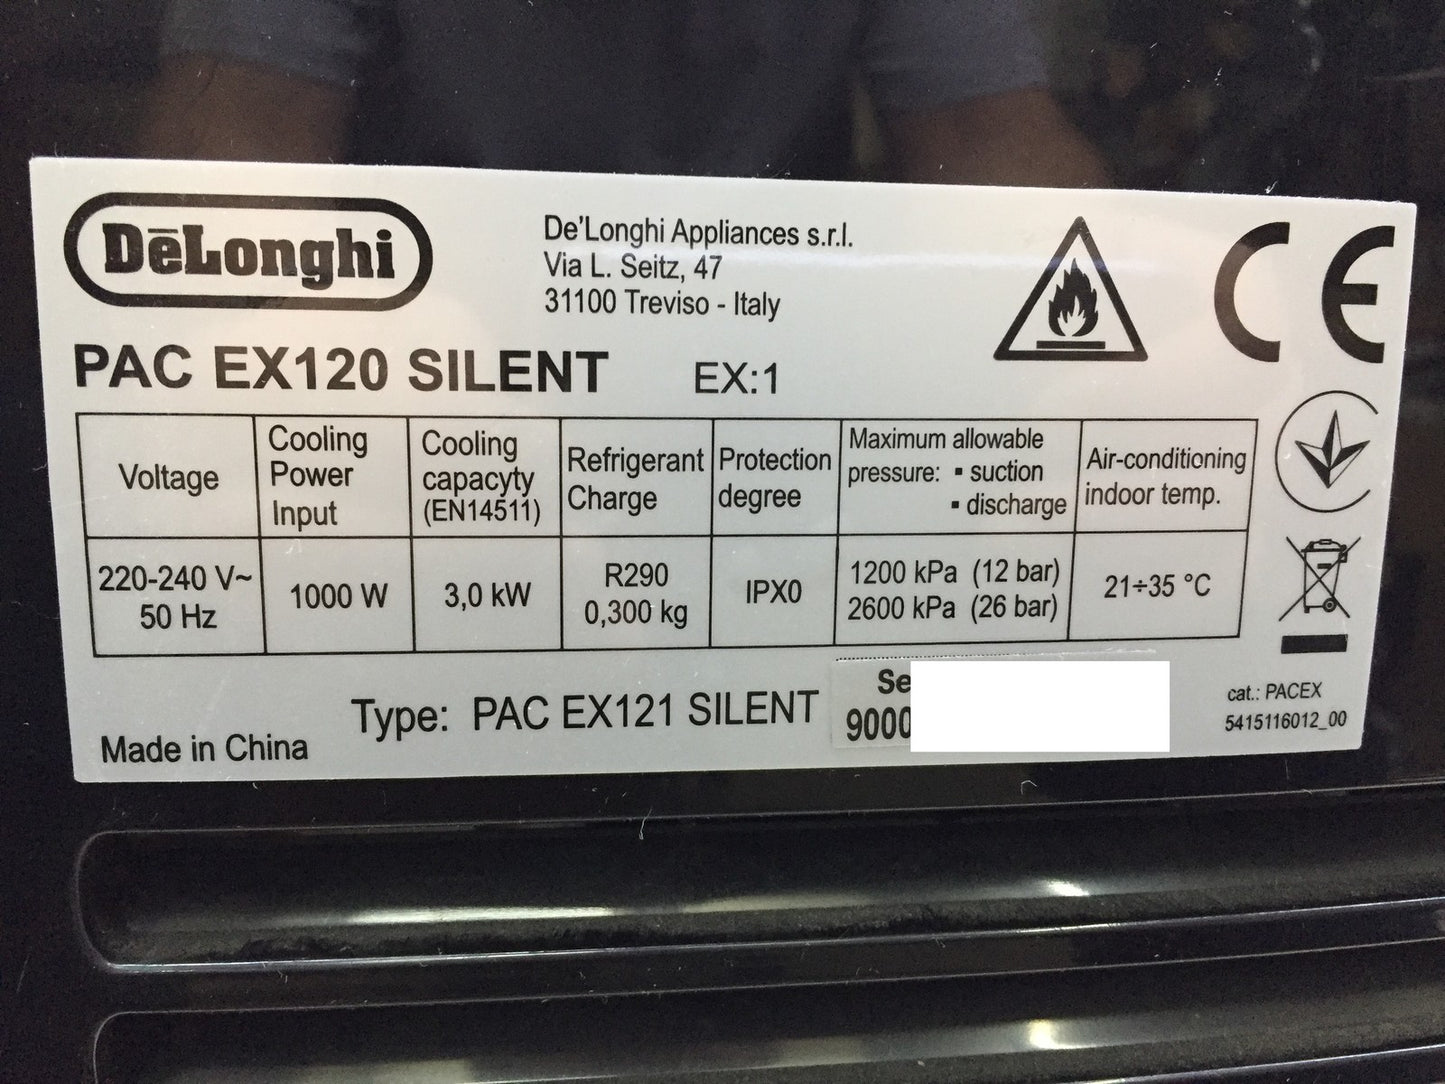 DēLonghi
De'Longhi Appliances s.r.l.
Via L. Seitz, 47
31100 Treviso - Italy
CE
PAC EX120 SILENT EX:1
Voltage
Cooling
Power
Input
Cooling
capacyty
(EN14511)
Refrigerant
Charge
Protection
degree
Maximum allowable
pressure: ▪ suction
▪ discharge
Air-conditioning
indoor temp.
220-240 V~
50 Hz
1000 W
3,0 kW
R290
0,300 kg
IPX0
1200 kPa (12 bar)
2600 kPa (26 bar)
21÷35 °C
Made in China
Type: PAC EX121 SILENT
Se
9000
cat.: PACEX
5415116012_00